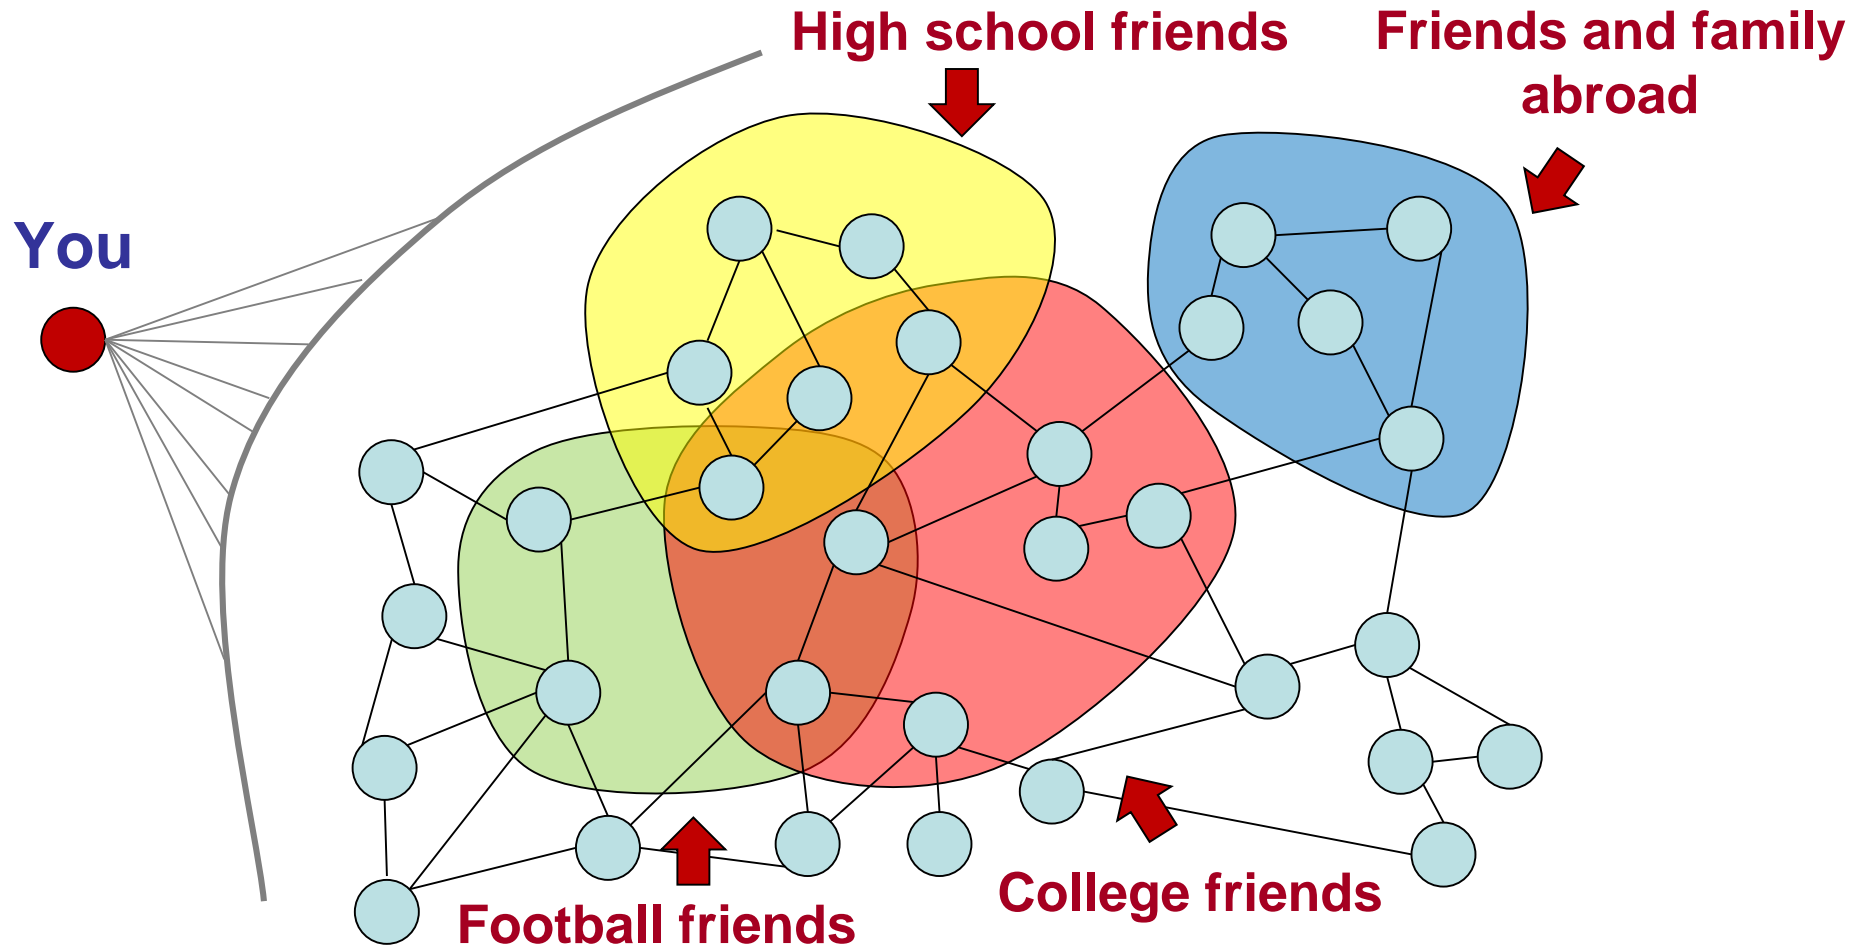 High school friends
Friends and family
abroad
You
College friends
Football friends